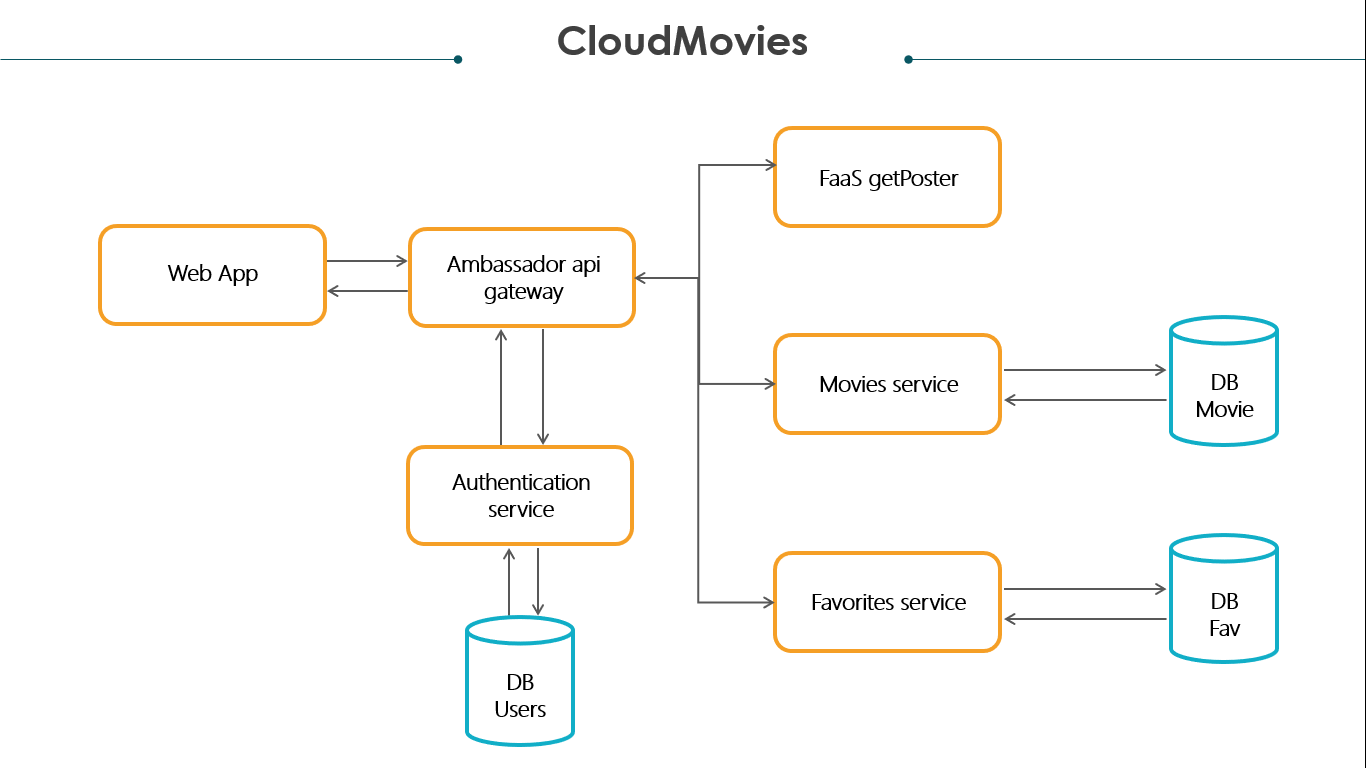 CloudMovies
FaaS getPoster
Web App
Ambassador api
gateway
Movies service
DB
Movie
Authentication
service
Favorites service
DB
Fav
DB
Users